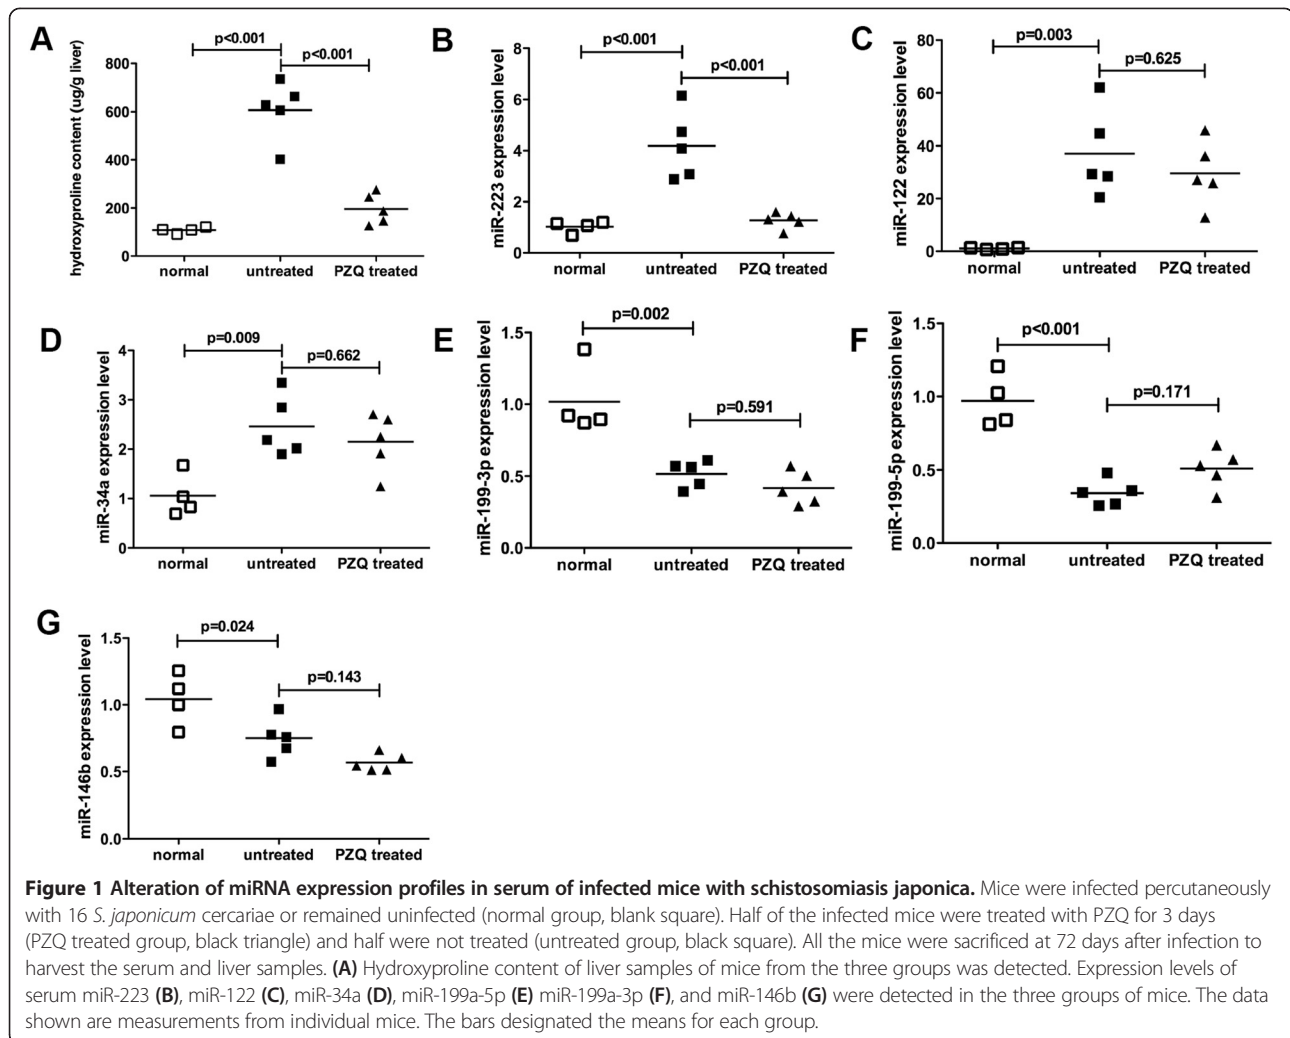 A
hydroxyproline content (ug/g liver)
800
600
400
200
0
p<0.001
p<0.001
normal
untreated
PZQ treated
B
miR-223 expression level
8
6
4
2
0
p<0.001
p<0.001
normal
untreated
PZQ treated
C
miR-122 expression level
80
60
40
20
0
p=0.003
p=0.625
normal
untreated
PZQ treated
D
miR-34a expression level
4
3
2
1
0
p=0.009
p=0.662
normal
untreated
PZQ treated
E
miR-199-3p expression level
1.5
1.0
0.5
0.0
p=0.002
p=0.591
normal
untreated
PZQ treated
F
miR-199-5p expression level
1.5
1.0
0.5
0.0
p<0.001
p=0.171
normal
untreated
PZQ treated
G
miR-146b expression level
1.5
1.0
0.5
0.0
p=0.024
p=0.143
normal
untreated
PZQ treated
Figure 1 Alteration of miRNA expression profiles in serum of infected mice with schistosomiasis japonica. Mice were infected percutaneously
with 16 S. japonicum cercariae or remained uninfected (normal group, blank square). Half of the infected mice were treated with PZQ for 3 days
(PZQ treated group, black triangle) and half were not treated (untreated group, black square). All the mice were sacrificed at 72 days after infection to
harvest the serum and liver samples. (A) Hydroxyproline content of liver samples of mice from the three groups was detected. Expression levels of
serum miR-223 (B), miR-122 (C), miR-34a (D), miR-199a-5p (E) miR-199a-3p (F), and miR-146b (G) were detected in the three groups of mice. The data
shown are measurements from individual mice. The bars designated the means for each group.